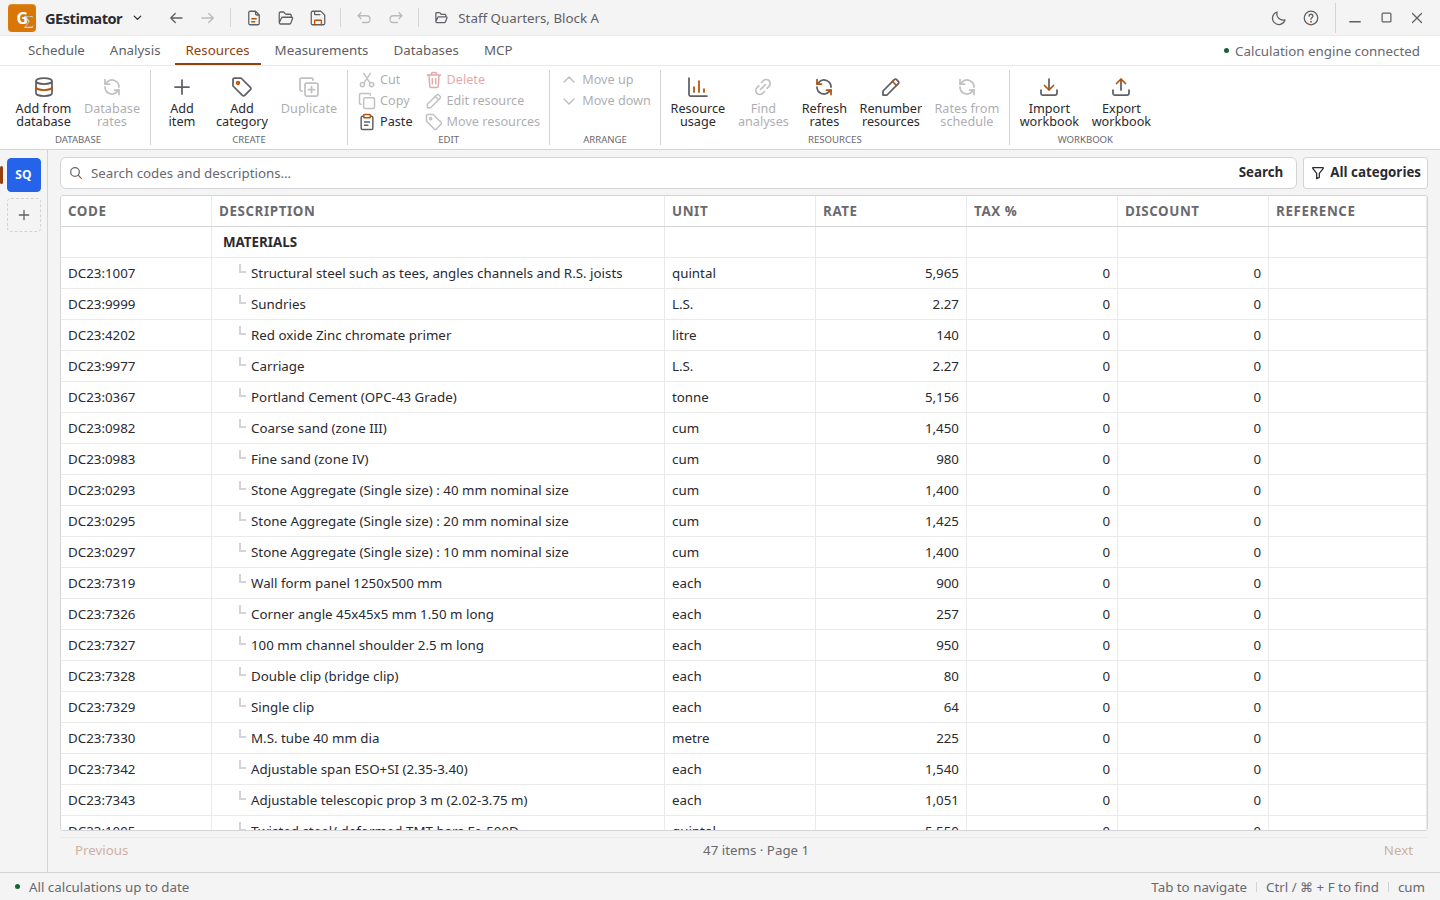 GEstimator
Staff Quarters, Block A
Schedule Analysis Resources Measurements Databases MCP
Calculation engine connected
Add from database
Database rates
DATABASE
Add item
Add category
Duplicate
CREATE
Cut
Copy
Paste
Delete
Edit resource
Move resources
EDIT
Move up
Move down
ARRANGE
Resource usage
Find analyses
Refresh rates
Renumber resources
Rates from schedule
RESOURCES
Import workbook
Export workbook
WORKBOOK
SQ
Search codes and descriptions... Search All categories
CODE DESCRIPTION UNIT RATE TAX % DISCOUNT REFERENCE
MATERIALS
DC23:1007 Structural steel such as tees, angles channels and R.S. joists quintal 5,965 0 0
DC23:9999 Sundries L.S. 2.27 0 0
DC23:4202 Red oxide Zinc chromate primer litre 140 0 0
DC23:9977 Carriage L.S. 2.27 0 0
DC23:0367 Portland Cement (OPC-43 Grade) tonne 5,156 0 0
DC23:0982 Coarse sand (zone III) cum 1,450 0 0
DC23:0983 Fine sand (zone IV) cum 980 0 0
DC23:0293 Stone Aggregate (Single size) : 40 mm nominal size cum 1,400 0 0
DC23:0295 Stone Aggregate (Single size) : 20 mm nominal size cum 1,425 0 0
DC23:0297 Stone Aggregate (Single size) : 10 mm nominal size cum 1,400 0 0
DC23:7319 Wall form panel 1250x500 mm each 900 0 0
DC23:7326 Corner angle 45x45x5 mm 1.50 m long each 257 0 0
DC23:7327 100 mm channel shoulder 2.5 m long each 950 0 0
DC23:7328 Double clip (bridge clip) each 80 0 0
DC23:7329 Single clip each 64 0 0
DC23:7330 M.S. tube 40 mm dia metre 225 0 0
DC23:7342 Adjustable span ESO+SI (2.35-3.40) each 1,540 0 0
DC23:7343 Adjustable telescopic prop 3 m (2.02-3.75 m) each 1,051 0 0
Previous 47 items · Page 1 Next
All calculations up to date Tab to navigate Ctrl / ⌘ + F to find cum